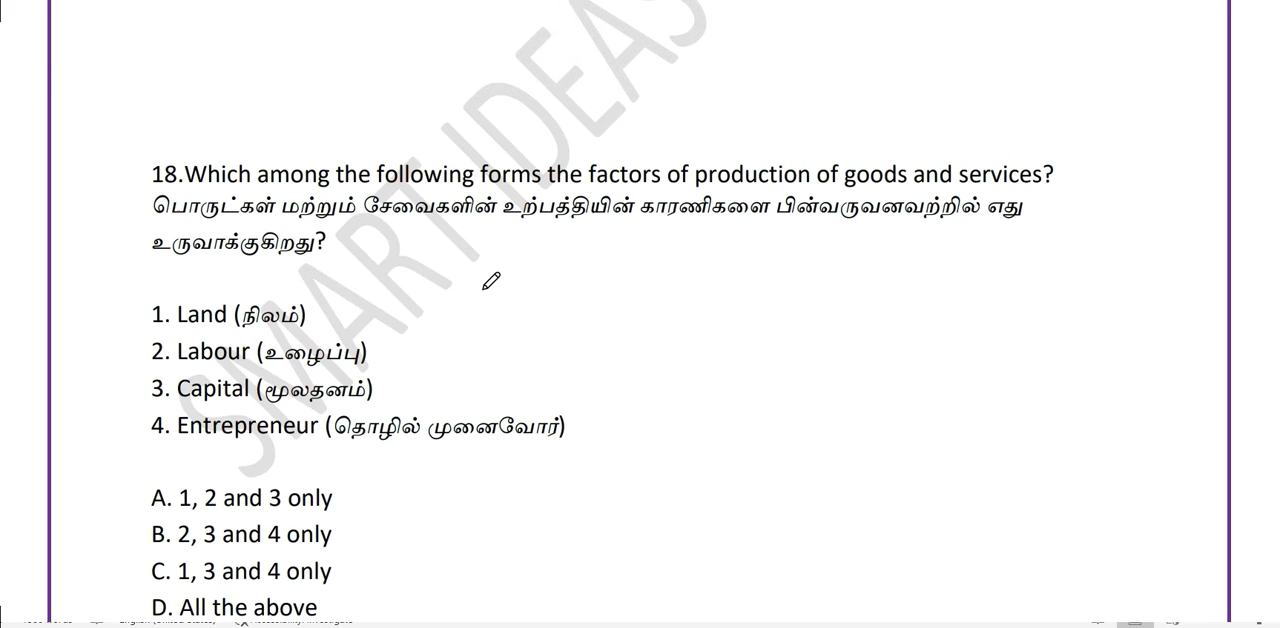 SMART IDEAS
18.Which among the following forms the factors of production of goods and services?
பொருட்கள் மற்றும் சேவைகளின் உற்பத்தியின் காரணிகளை பின்வருவனவற்றில் எது
உருவாக்குகிறது?
1. Land (நிலம்)
2. Labour (உழைப்பு)
3. Capital (மூலதனம்)
4. Entrepreneur (தொழில் முனைவோர்)
A. 1, 2 and 3 only
B. 2, 3 and 4 only
C. 1, 3 and 4 only
D. All the above